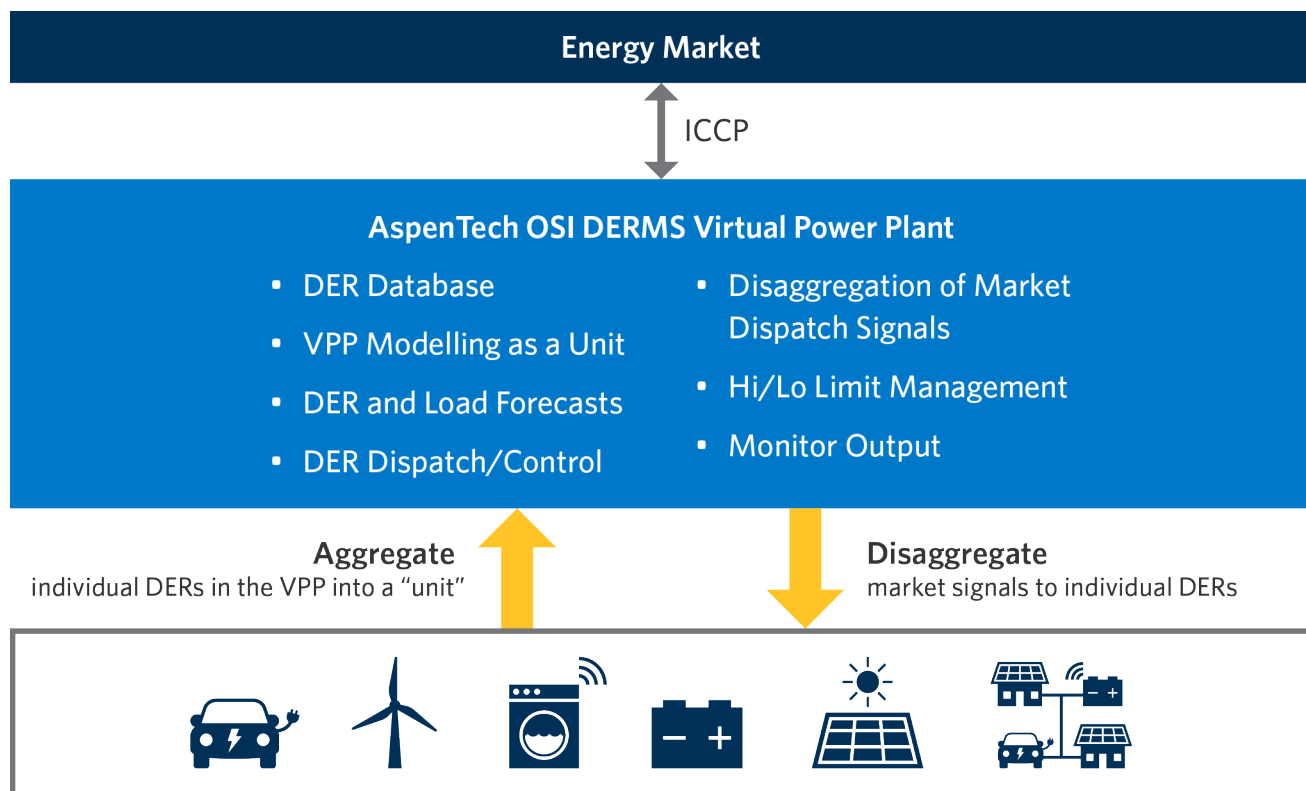 Energy Market
ICCP
AspenTech OSI DERMS Virtual Power Plant
▪ DER Database
▪ VPP Modelling as a Unit
▪ DER and Load Forecasts
▪ DER Dispatch/Control
▪ Disaggregation of Market
Dispatch Signals
▪ Hi/Lo Limit Management
▪ Monitor Output
Aggregate
individual DERs in the VPP into a “unit”
Disaggregate
market signals to individual DERs